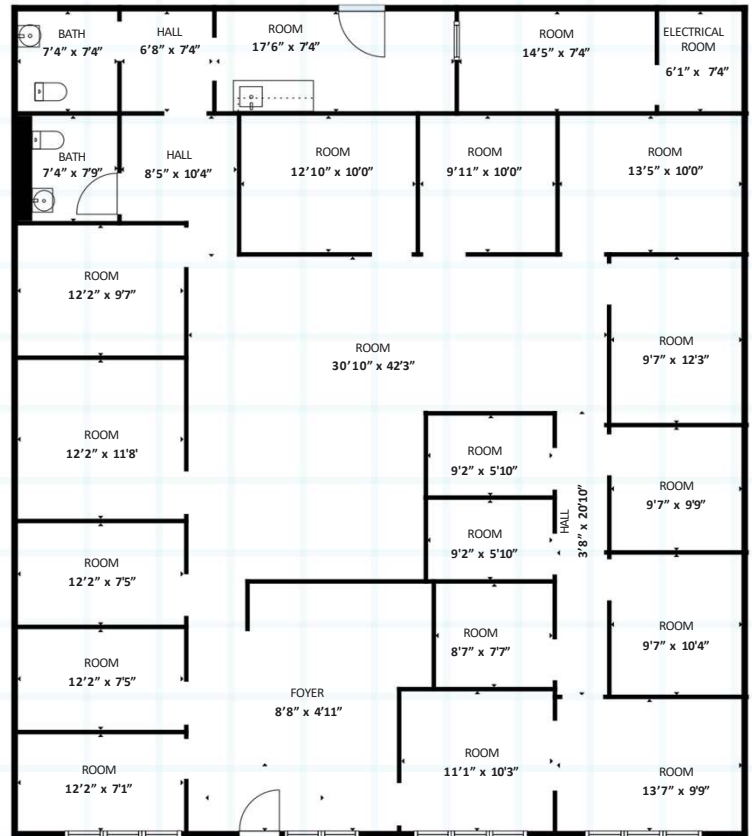 BATH
7’4” x 7’4”
HALL
6’8” x 7’4”
ROOM
17’6” x 7’4”
ROOM
14’5” x 7’4”
ELECTRICAL
ROOM
6’1” x 7’4”
BATH
7’4” x 7’9”
HALL
8’5” x 10’4”
ROOM
12’10” x 10’0”
ROOM
9’11” x 10’0”
ROOM
13’5” x 10’0”
ROOM
12’2” x 9’7”
ROOM
30’10” x 42’3”
ROOM
9’7” x 12’3”
ROOM
12’2” x 11'8'
ROOM
9'2” x 5'10”
ROOM
9’7” x 9’9”
HALL
3’8” x 20’10”
ROOM
9'2” x 5'10”
ROOM
12’2” x 7'5”
ROOM
8’7” x 7’7”
ROOM
9’7” x 10’4”
ROOM
12’2” x 7'5”
FOYER
8’8” x 4’11”
ROOM
12’2” x 7'1”
ROOM
11’1” x 10’3”
ROOM
13’7” x 9’9”